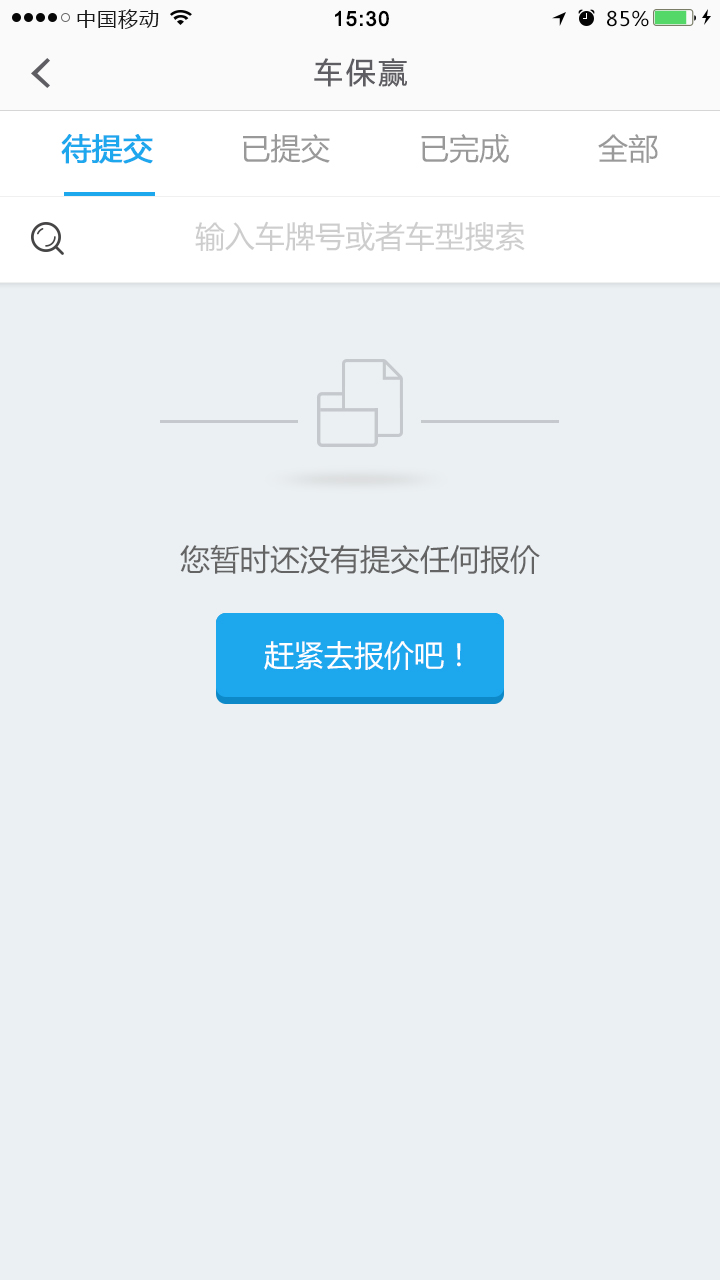 中国移动 15:30 85%
车保赢
待提交 已提交 已完成 全部
输入车牌号或者车型搜索
您暂时还没有提交任何报价
赶紧去报价吧！